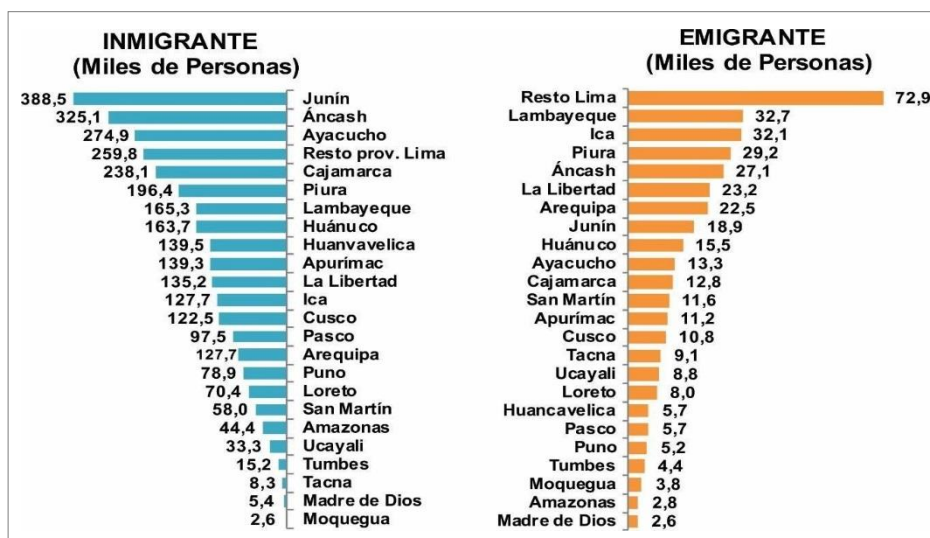 INMIGRANTE
(Miles de Personas)
388,5 Junín
325,1 Áncash
274,9 Ayacucho
259,8 Resto prov. Lima
238,1 Cajamarca
196,4 Piura
165,3 Lambayeque
163,7 Huánuco
139,5 Huanvavelica
139,3 Apurímac
135,2 La Libertad
127,7 Ica
122,5 Cusco
97,5 Pasco
127,7 Arequipa
78,9 Puno
70,4 Loreto
58,0 San Martín
44,4 Amazonas
33,3 Ucayali
15,2 Tumbes
8,3 Tacna
5,4 Madre de Dios
2,6 Moquegua
EMIGRANTE
(Miles de Personas)
Resto Lima 72,9
Lambayeque 32,7
Ica 32,1
Piura 29,2
Áncash 27,1
La Libertad 23,2
Arequipa 22,5
Junín 18,9
Huánuco 15,5
Ayacucho 13,3
Cajamarca 12,8
San Martín 11,6
Apurímac 11,2
Cusco 10,8
Tacna 9,1
Ucayali 8,8
Loreto 8,0
Huancavelica 5,7
Pasco 5,7
Puno 5,2
Tumbes 4,4
Moquegua 3,8
Amazonas 2,8
Madre de Dios 2,6